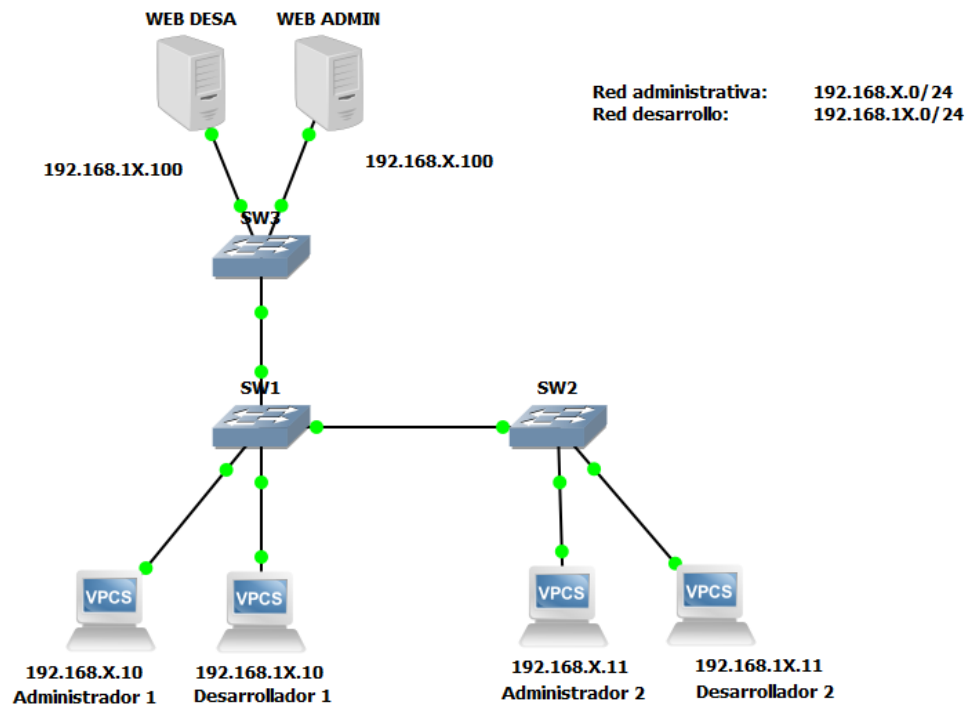 WEB DESA
WEB ADMIN
Red administrativa: 192.168.X.0/24
Red desarrollo: 192.168.1X.0/24
192.168.1X.100
192.168.X.100
SW3
SW1
SW2
VPCS
VPCS
VPCS
VPCS
192.168.X.10
Administrador 1
192.168.1X.10
Desarrollador 1
192.168.X.11
Administrador 2
192.168.1X.11
Desarrollador 2